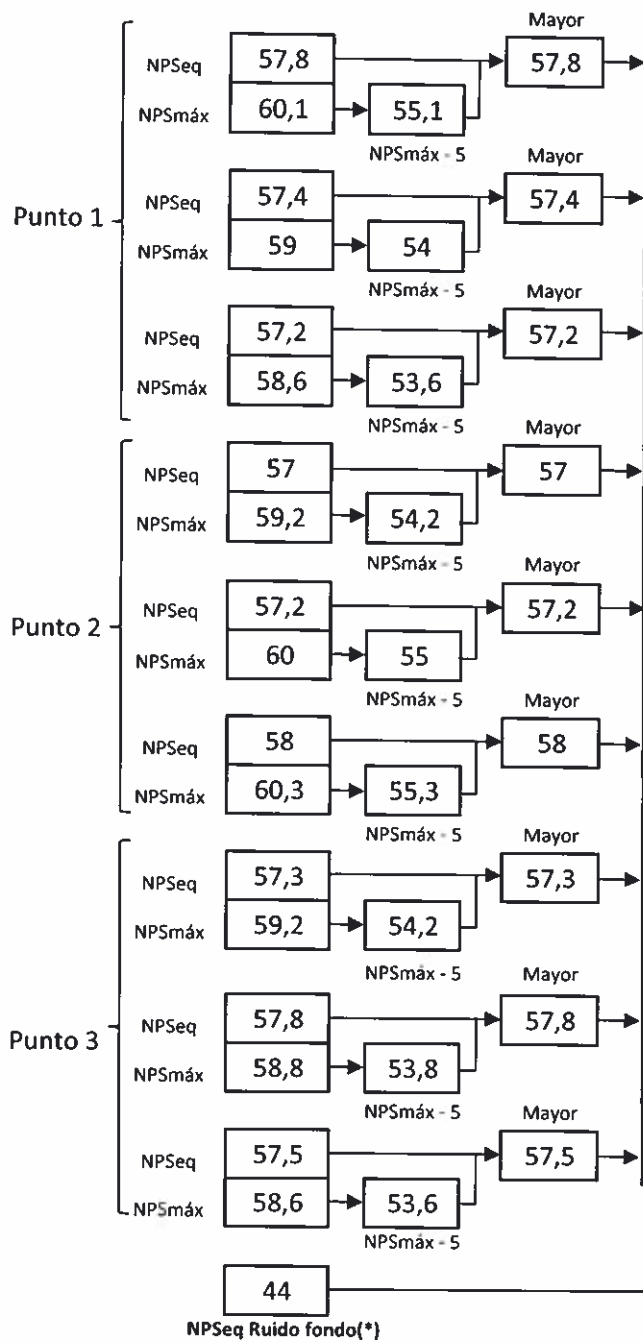 Mayor
NPSeq 57,8 57,8
NPSmáx 60,1 55,1
NPSmáx - 5
Mayor
NPSeq 57,4 57,4
Punto 1
NPSmáx 59 54
NPSmáx - 5
Mayor
NPSeq 57,2 57,2
NPSmáx 58,6 53,6
NPSmáx - 5
Mayor
NPSeq 57 57
NPSmáx 59,2 54,2
NPSmáx - 5
Mayor
NPSeq 57,2 57,2
Punto 2
NPSmáx 60 55
NPSmáx - 5
Mayor
NPSeq 58 58
NPSmáx 60,3 55,3
NPSmáx - 5
Mayor
NPSeq 57,3 57,3
NPSmáx 59,2 54,2
NPSmáx - 5
Mayor
NPSeq 57,8 57,8
Punto 3
NPSmáx 58,8 53,8
NPSmáx - 5
Mayor
NPSeq 57,5 57,5
NPSmáx 58,6 53,6
NPSmáx - 5
44
NPSeq Ruido fondo(*)